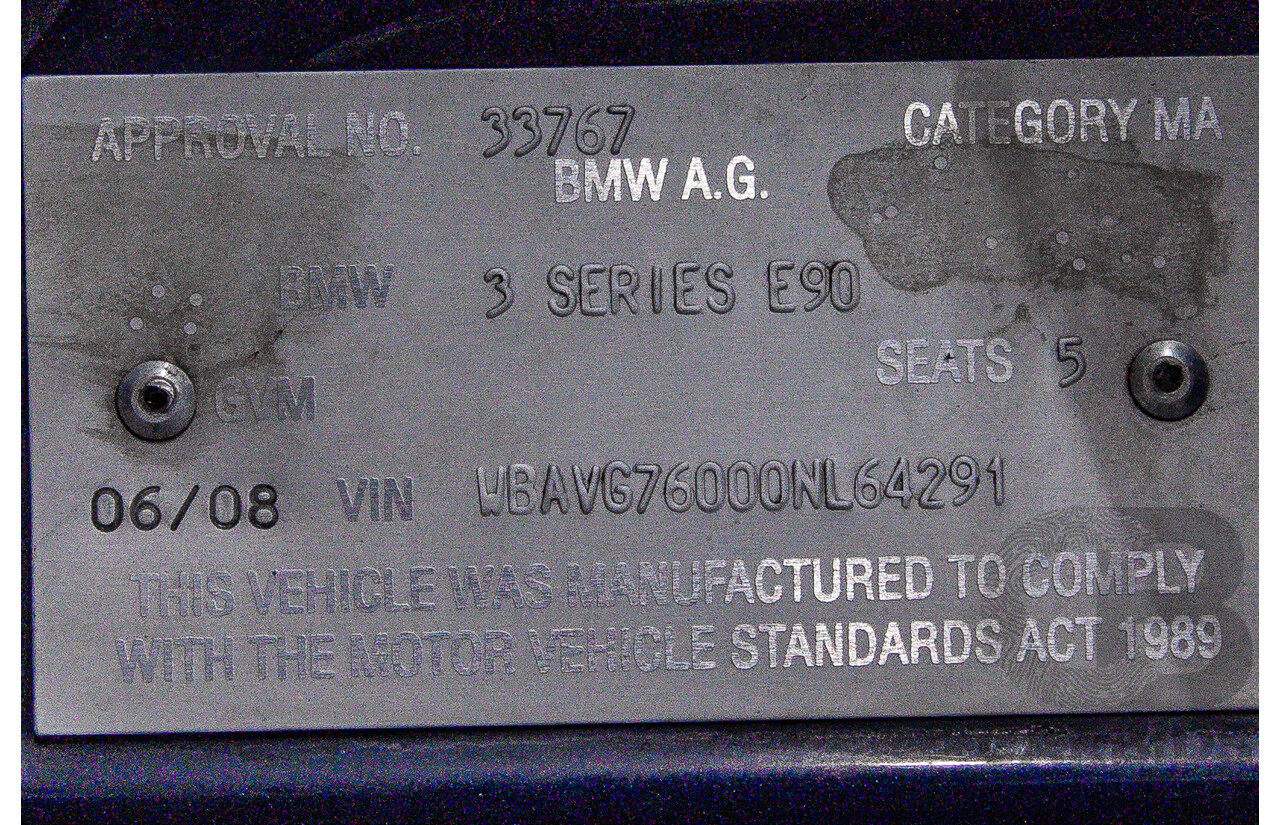 APPROVAL NO. 33767 CATEGORY MA
BMW A.G.
BMW 3 SERIES E90
SEATS 5
GVM
06/08 VIN WBAVG76000NL64291
THIS VEHICLE WAS MANUFACTURED TO COMPLY
WITH THE MOTOR VEHICLE STANDARDS ACT 1989